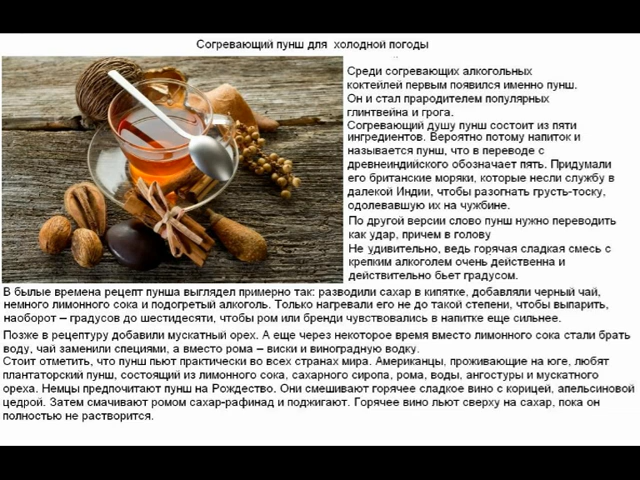 Согревающий пунш для  холодной погоды
Среди согревающих алкогольных
коктейлей первым появился именно пунш.
Он и стал прародителем популярных
глинтвейна и грога.
Согревающий душу пунш состоит из пяти
ингредиентов. Вероятно потому напиток и
называется пунш, что в переводе с
древнеиндийского обозначает пять. Придумали
его британские моряки, которые несли службу в
далекой Индии, чтобы разогнать грусть-тоску,
одолевавшую их на чужбине.
По другой версии слово пунш нужно переводить
как удар, причем в голову
Не удивительно, ведь горячая сладкая смесь с
крепким алкоголем очень действенна и
действительно бьет градусом.
В былые времена рецепт пунша выглядел примерно так: разводили сахар в кипятке, добавляли черный чай,
немного лимонного сока и подогретый алкоголь. Только нагревали его не до такой степени, чтобы выпарить,
наоборот – градусов до шестидесяти, чтобы ром или бренди чувствовались в напитке еще сильнее.
Позже в рецептуру добавили мускатный орех. А еще через некоторое время вместо лимонного сока стали брать
воду, чай заменили специями, а вместо рома – виски и виноградную водку.
Стоит отметить, что пунш пьют практически во всех странах мира. Американцы, проживающие на юге, любят
плантаторский пунш, состоящий из лимонного сока, сахарного сиропа, рома, воды, ангостуры и мускатного
ореха. Немцы предпочитают пунш на Рождество. Они смешивают горячее сладкое вино с корицей, апельсиновой
цедрой. Затем смачивают ромом сахар-рафинад и поджигают. Горячее вино льют сверху на сахар, пока он
полностью не растворится.